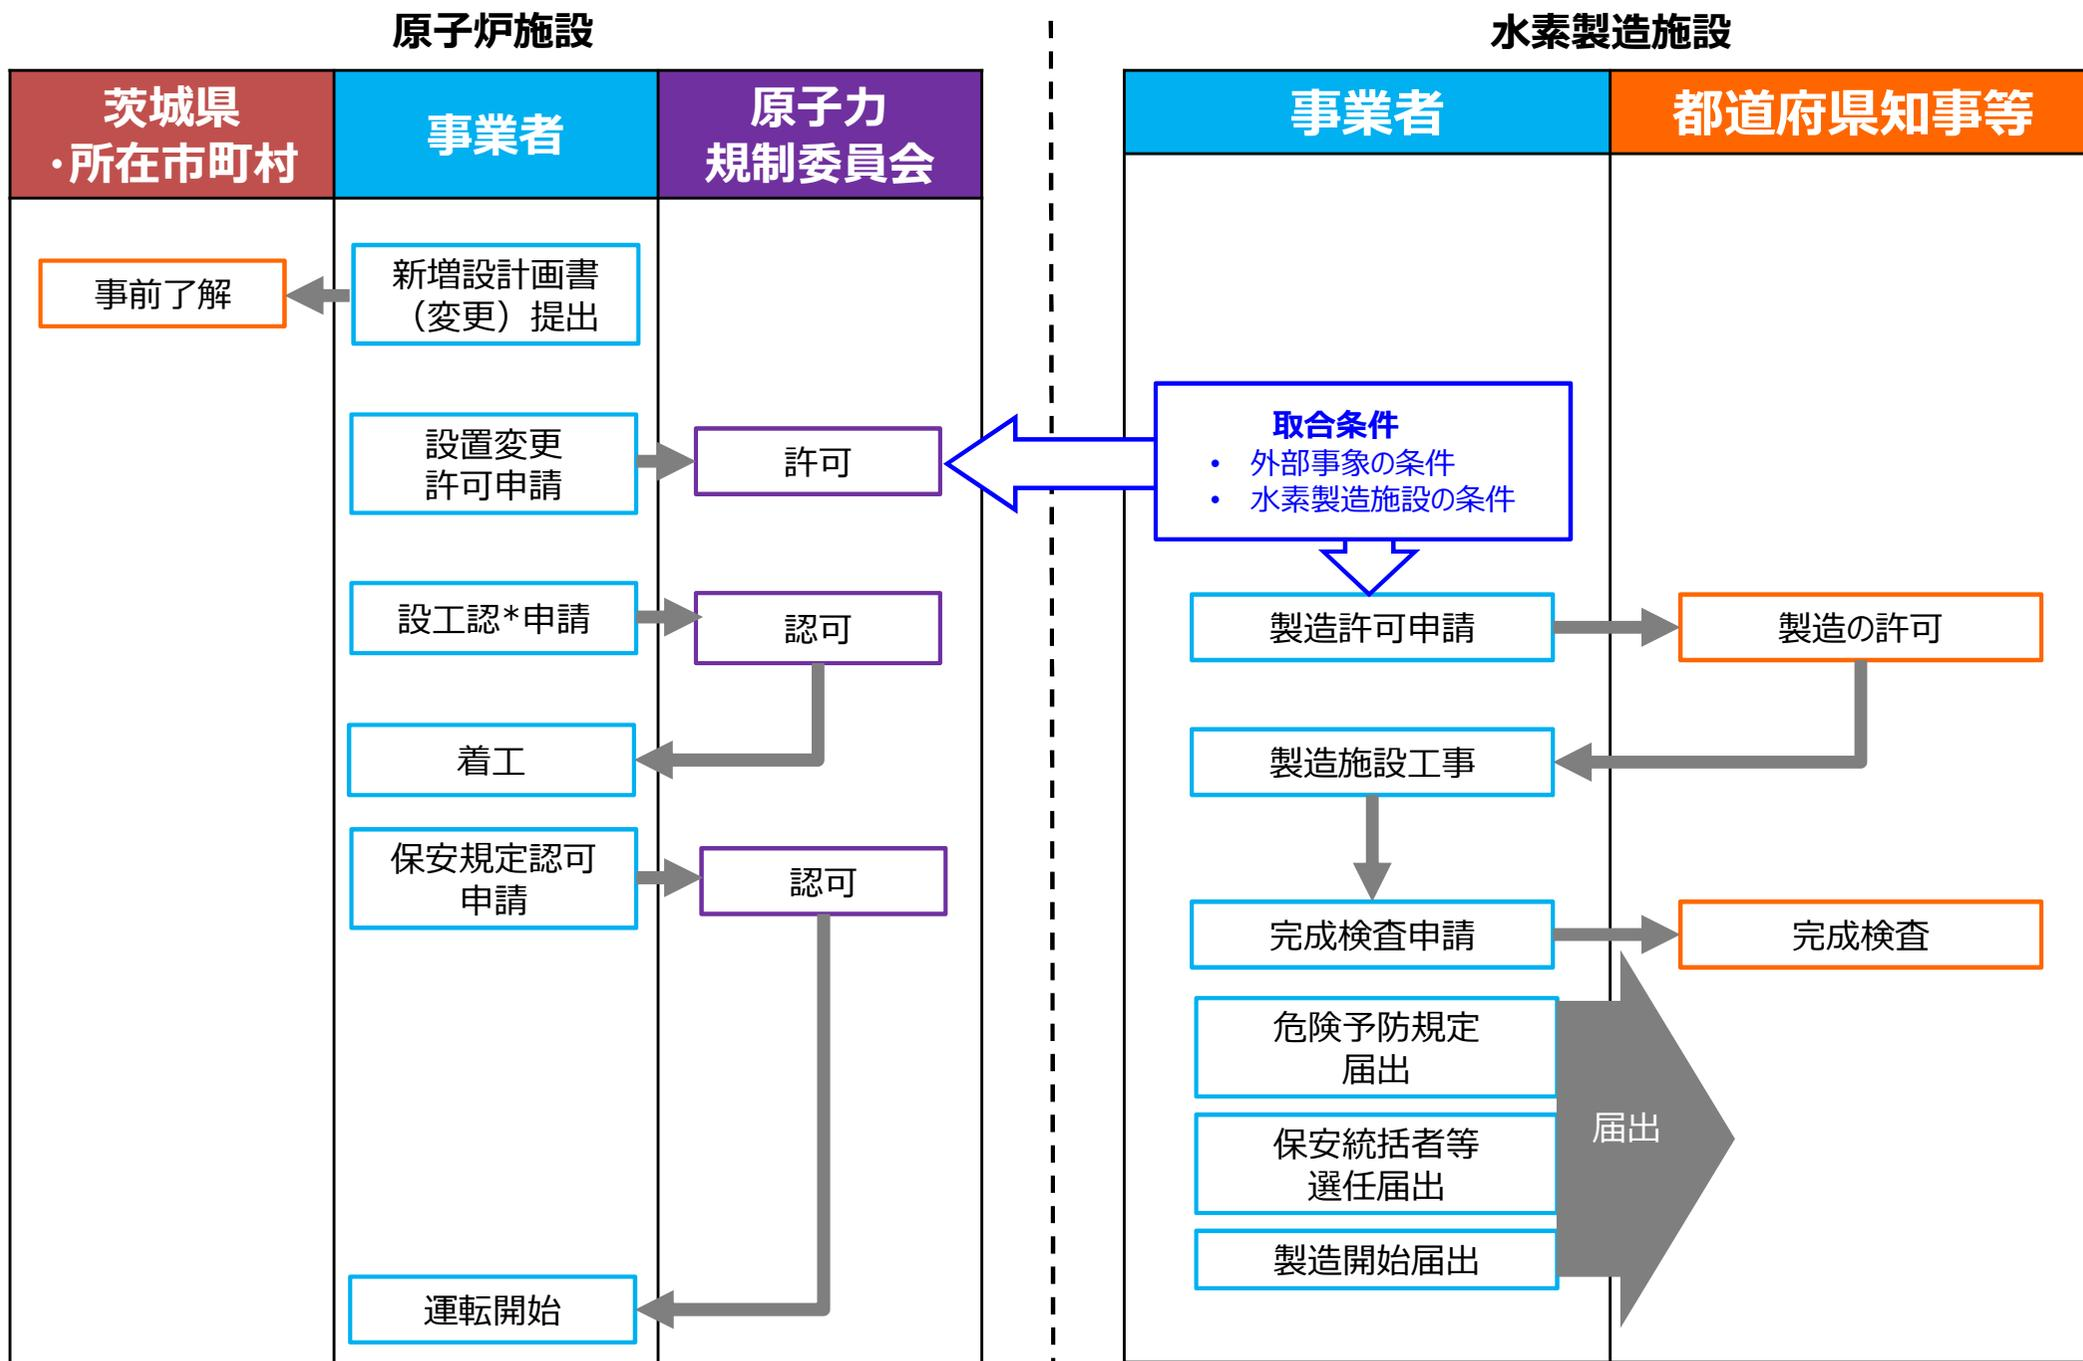 原子炉施設
茨城県
・所在市町村
事業者
原子力
規制委員会
事前了解
新増設計画書
（変更）提出
設置変更
許可申請
許可
設工認*申請
認可
着工
保安規定認可
申請
認可
運転開始
水素製造施設
事業者
都道府県知事等
取合条件
• 外部事象の条件
• 水素製造施設の条件
製造許可申請
製造の許可
製造施設工事
完成検査申請
完成検査
危険予防規定
届出
保安統括者等
選任届出
製造開始届出
届出